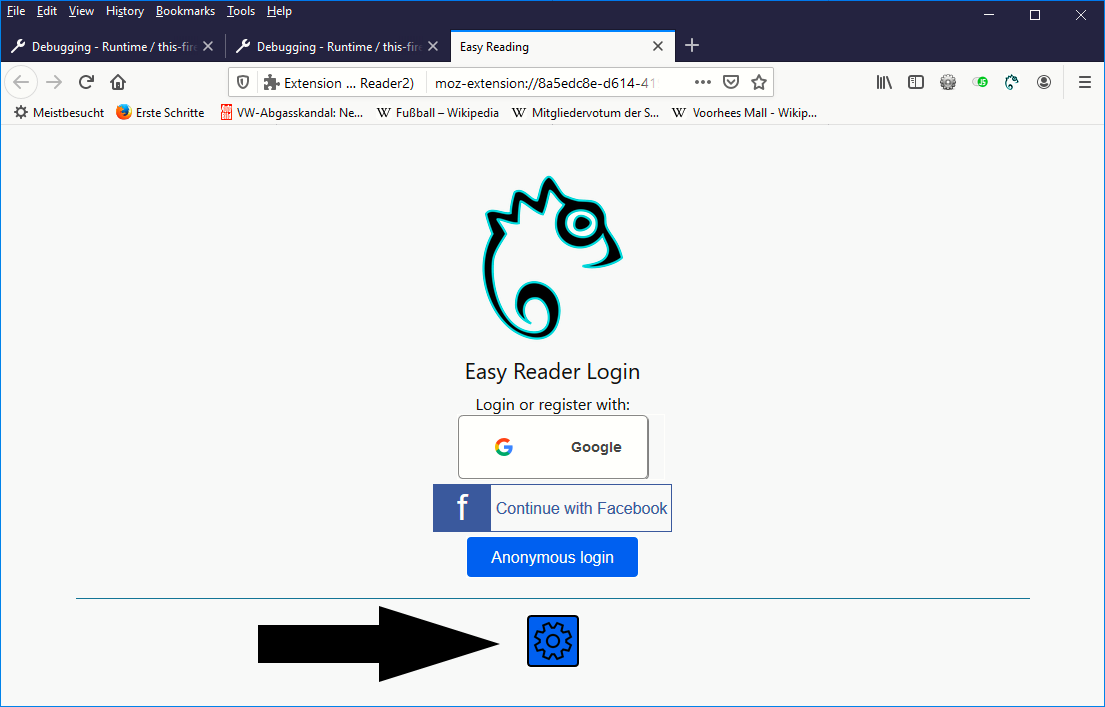 File Edit View History Bookmarks Tools Help
Debugging - Runtime / this-fire Debugging - Runtime / this-fire Easy Reading
Extension ... Reader2) moz-extension://8a5edc8e-d614-41
Meistbesucht Erste Schritte VW-Abgasskandal: Ne... Fußball – Wikipedia Mitgliedervotum der S... Voorhees Mall - Wikip...
Easy Reader Login
Login or register with:
Google
Continue with Facebook
Anonymous login